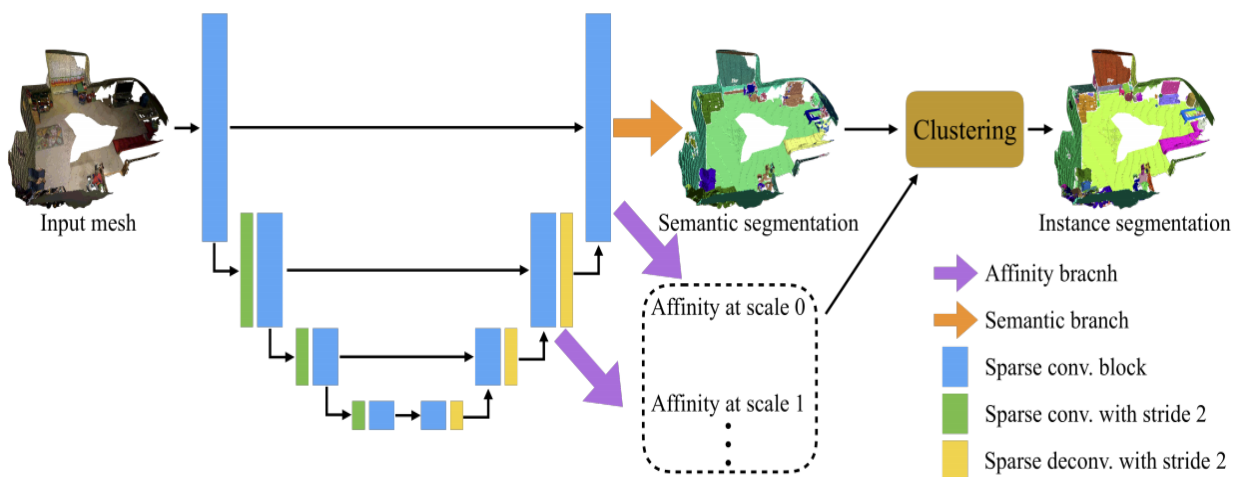 Input mesh
Semantic segmentation
Clustering
Instance segmentation
Affinity at scale 0
Affinity at scale 1
Affinity bracnh
Semantic branch
Sparse conv. block
Sparse conv. with stride 2
Sparse deconv. with stride 2